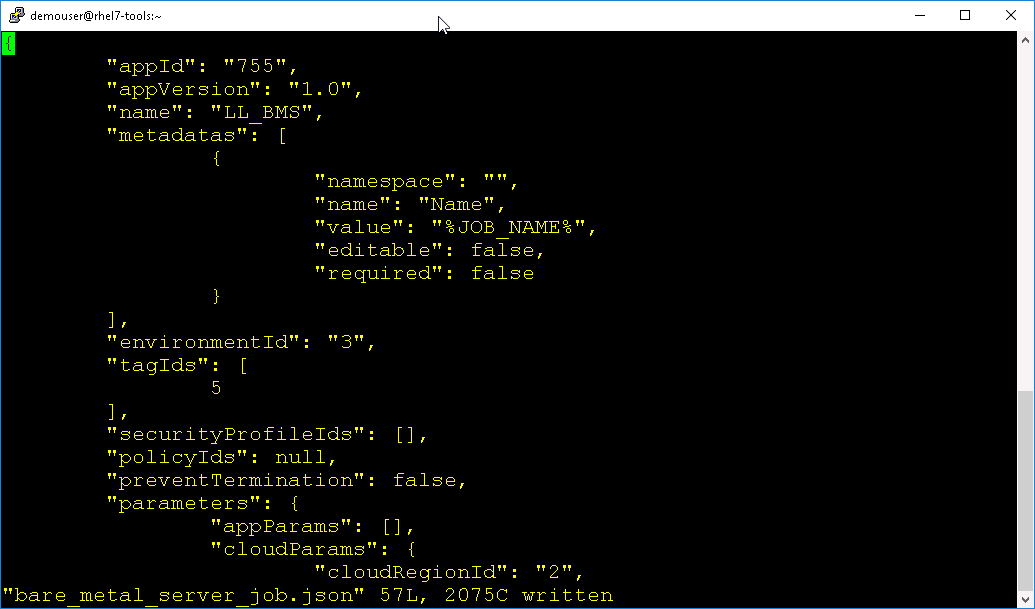 demouser@rhel7-tools:~
{
"appId": "755",
"appVersion": "1.0",
"name": "LL_BMS",
"metadatas": [
{
"namespace": "",
"name": "Name",
"value": "%JOB_NAME%",
"editable": false,
"required": false
}
],
"environmentId": "3",
"tagIds": [
5
],
"securityProfileIds": [],
"policyIds": null,
"preventTermination": false,
"parameters": {
"appParams": [],
"cloudParams": {
"cloudRegionId": "2",
"bare_metal_server_job.json" 57L, 2075C written